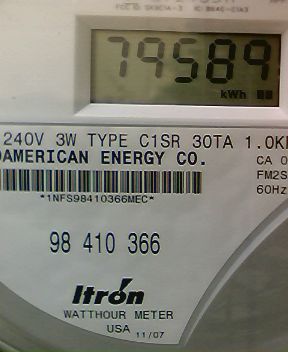 79589
kWh
240V 3W TYPE C1SR 30TA 1.0K
AMERICAN ENERGY CO. CA 0
FM2S
60Hz
*1NFS98410366MEC*
98 410 366
Itrón
WATTHOUR METER
USA 11/07